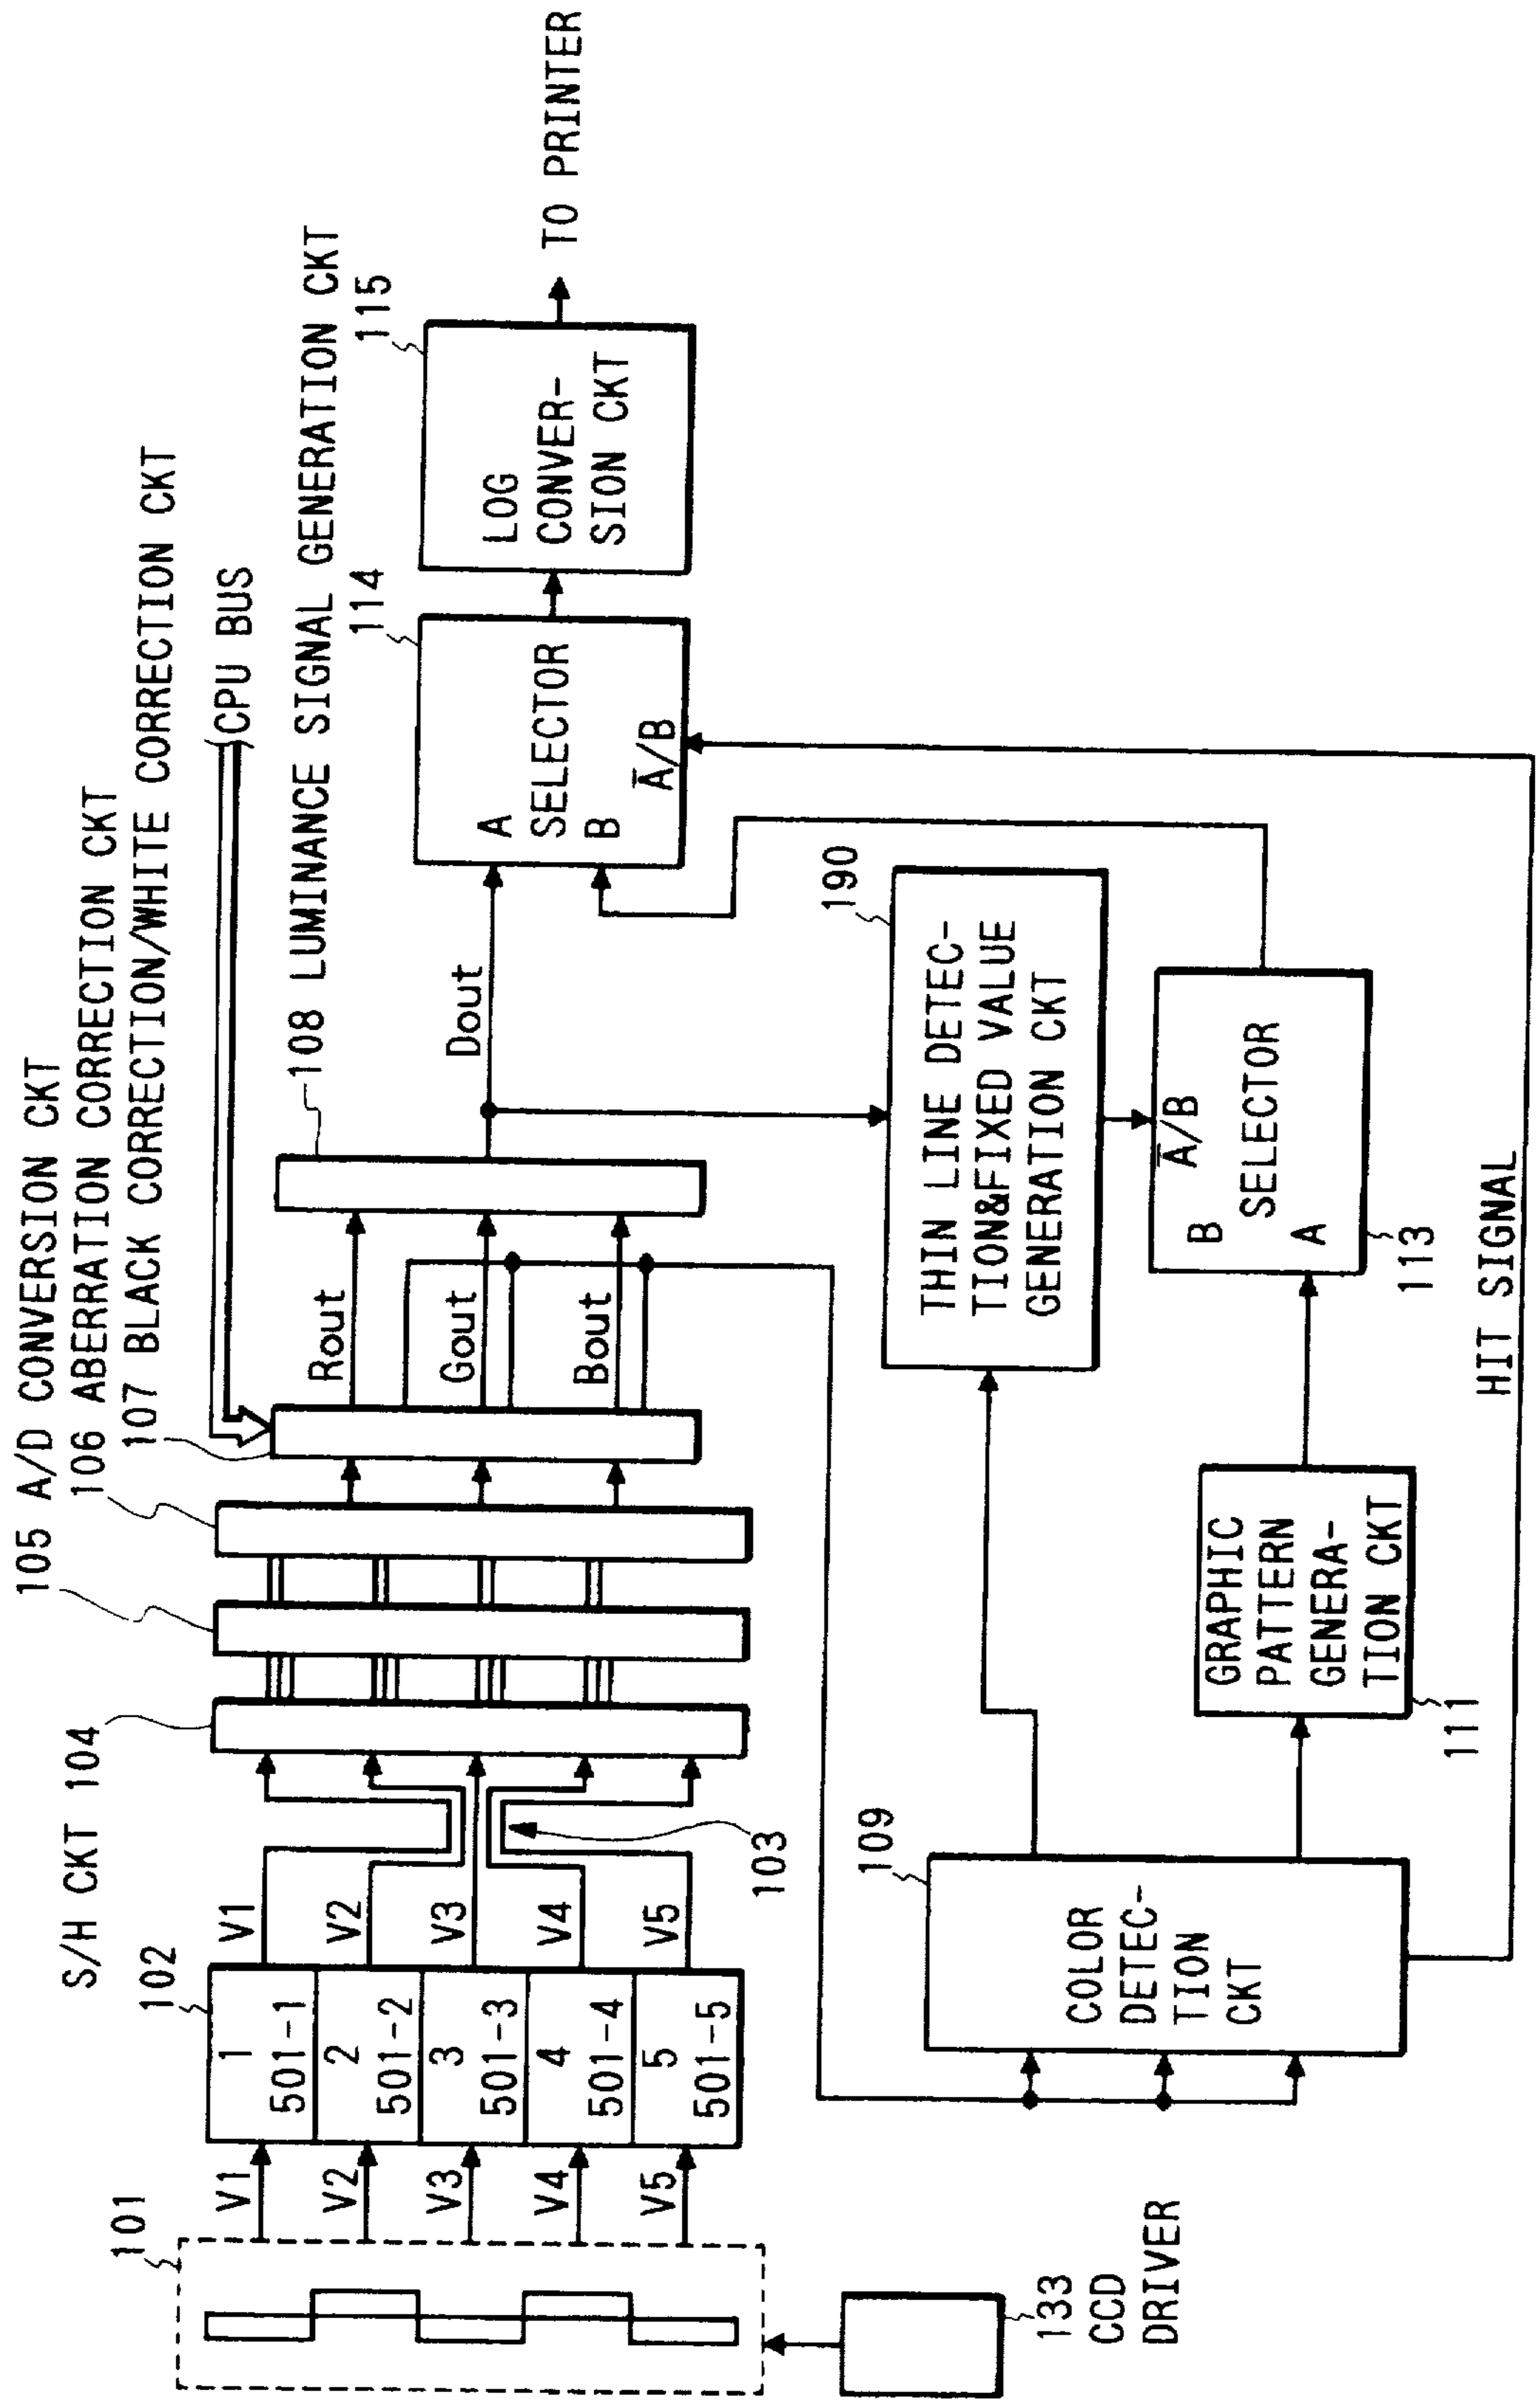 101
133
CCD
DRIVER
V1
V2
V3
V4
V5
102
1
501-1
2
501-2
3
501-3
4
501-4
5
501-5
V1
V2
V3
V4
V5
103
S/H CKT 104
105 A/D CONVERSION CKT
106 ABERRATION CORRECTION CKT
107 BLACK CORRECTION/WHITE CORRECTION CKT
CPU BUS
Rout
Gout
Bout
108 LUMINANCE SIGNAL GENERATION CKT
Dout
114
A
SELECTOR
B
A̅/B
115
LOG
CONVER-
SION CKT
TO PRINTER
109
COLOR
DETEC-
TION
CKT
GRAPHIC
PATTERN
GENERA-
TION CKT
111
190
THIN LINE DETEC-
TION&FIXED VALUE
GENERATION CKT
A̅/B
B
SELECTOR
A
113
HIT SIGNAL